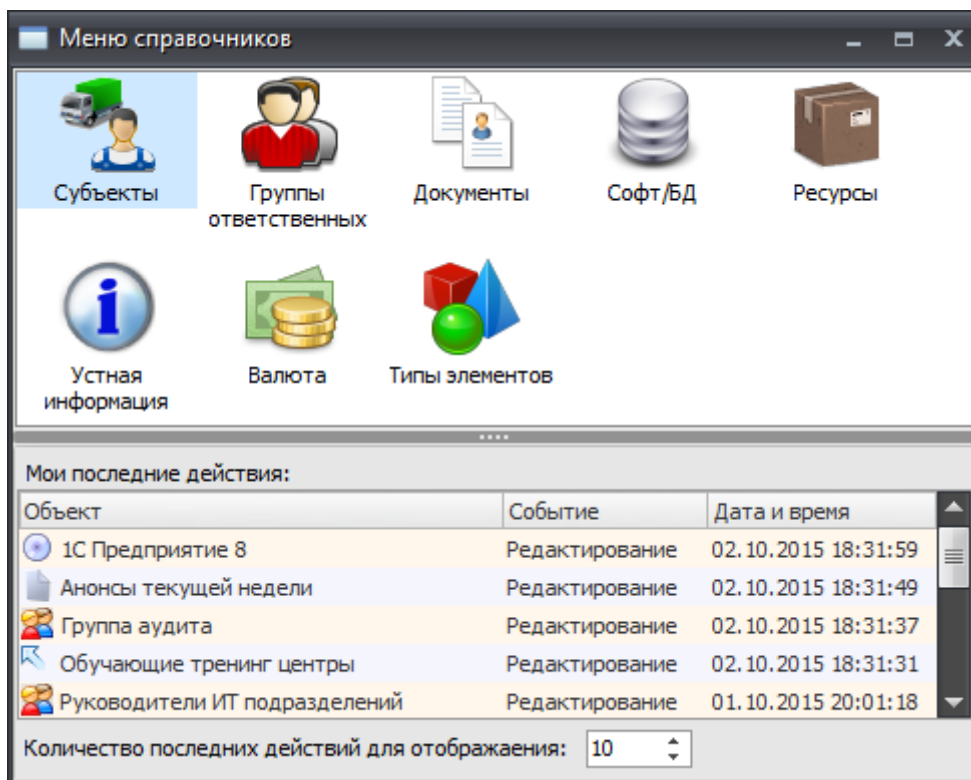 Меню справочников
Субъекты
Группы
ответственных
Документы
Софт/БД
Ресурсы
Устная
информация
Валюта
Типы элементов
Мои последние действия:
Объект Событие Дата и время
1С Предприятие 8 Редактирование 02.10.2015 18:31:59
Анонсы текущей недели Редактирование 02.10.2015 18:31:49
Группа аудита Редактирование 02.10.2015 18:31:37
Обучающие тренинг центры Редактирование 02.10.2015 18:31:31
Руководители ИТ подразделений Редактирование 01.10.2015 20:01:18
Количество последних действий для отображаения: 10